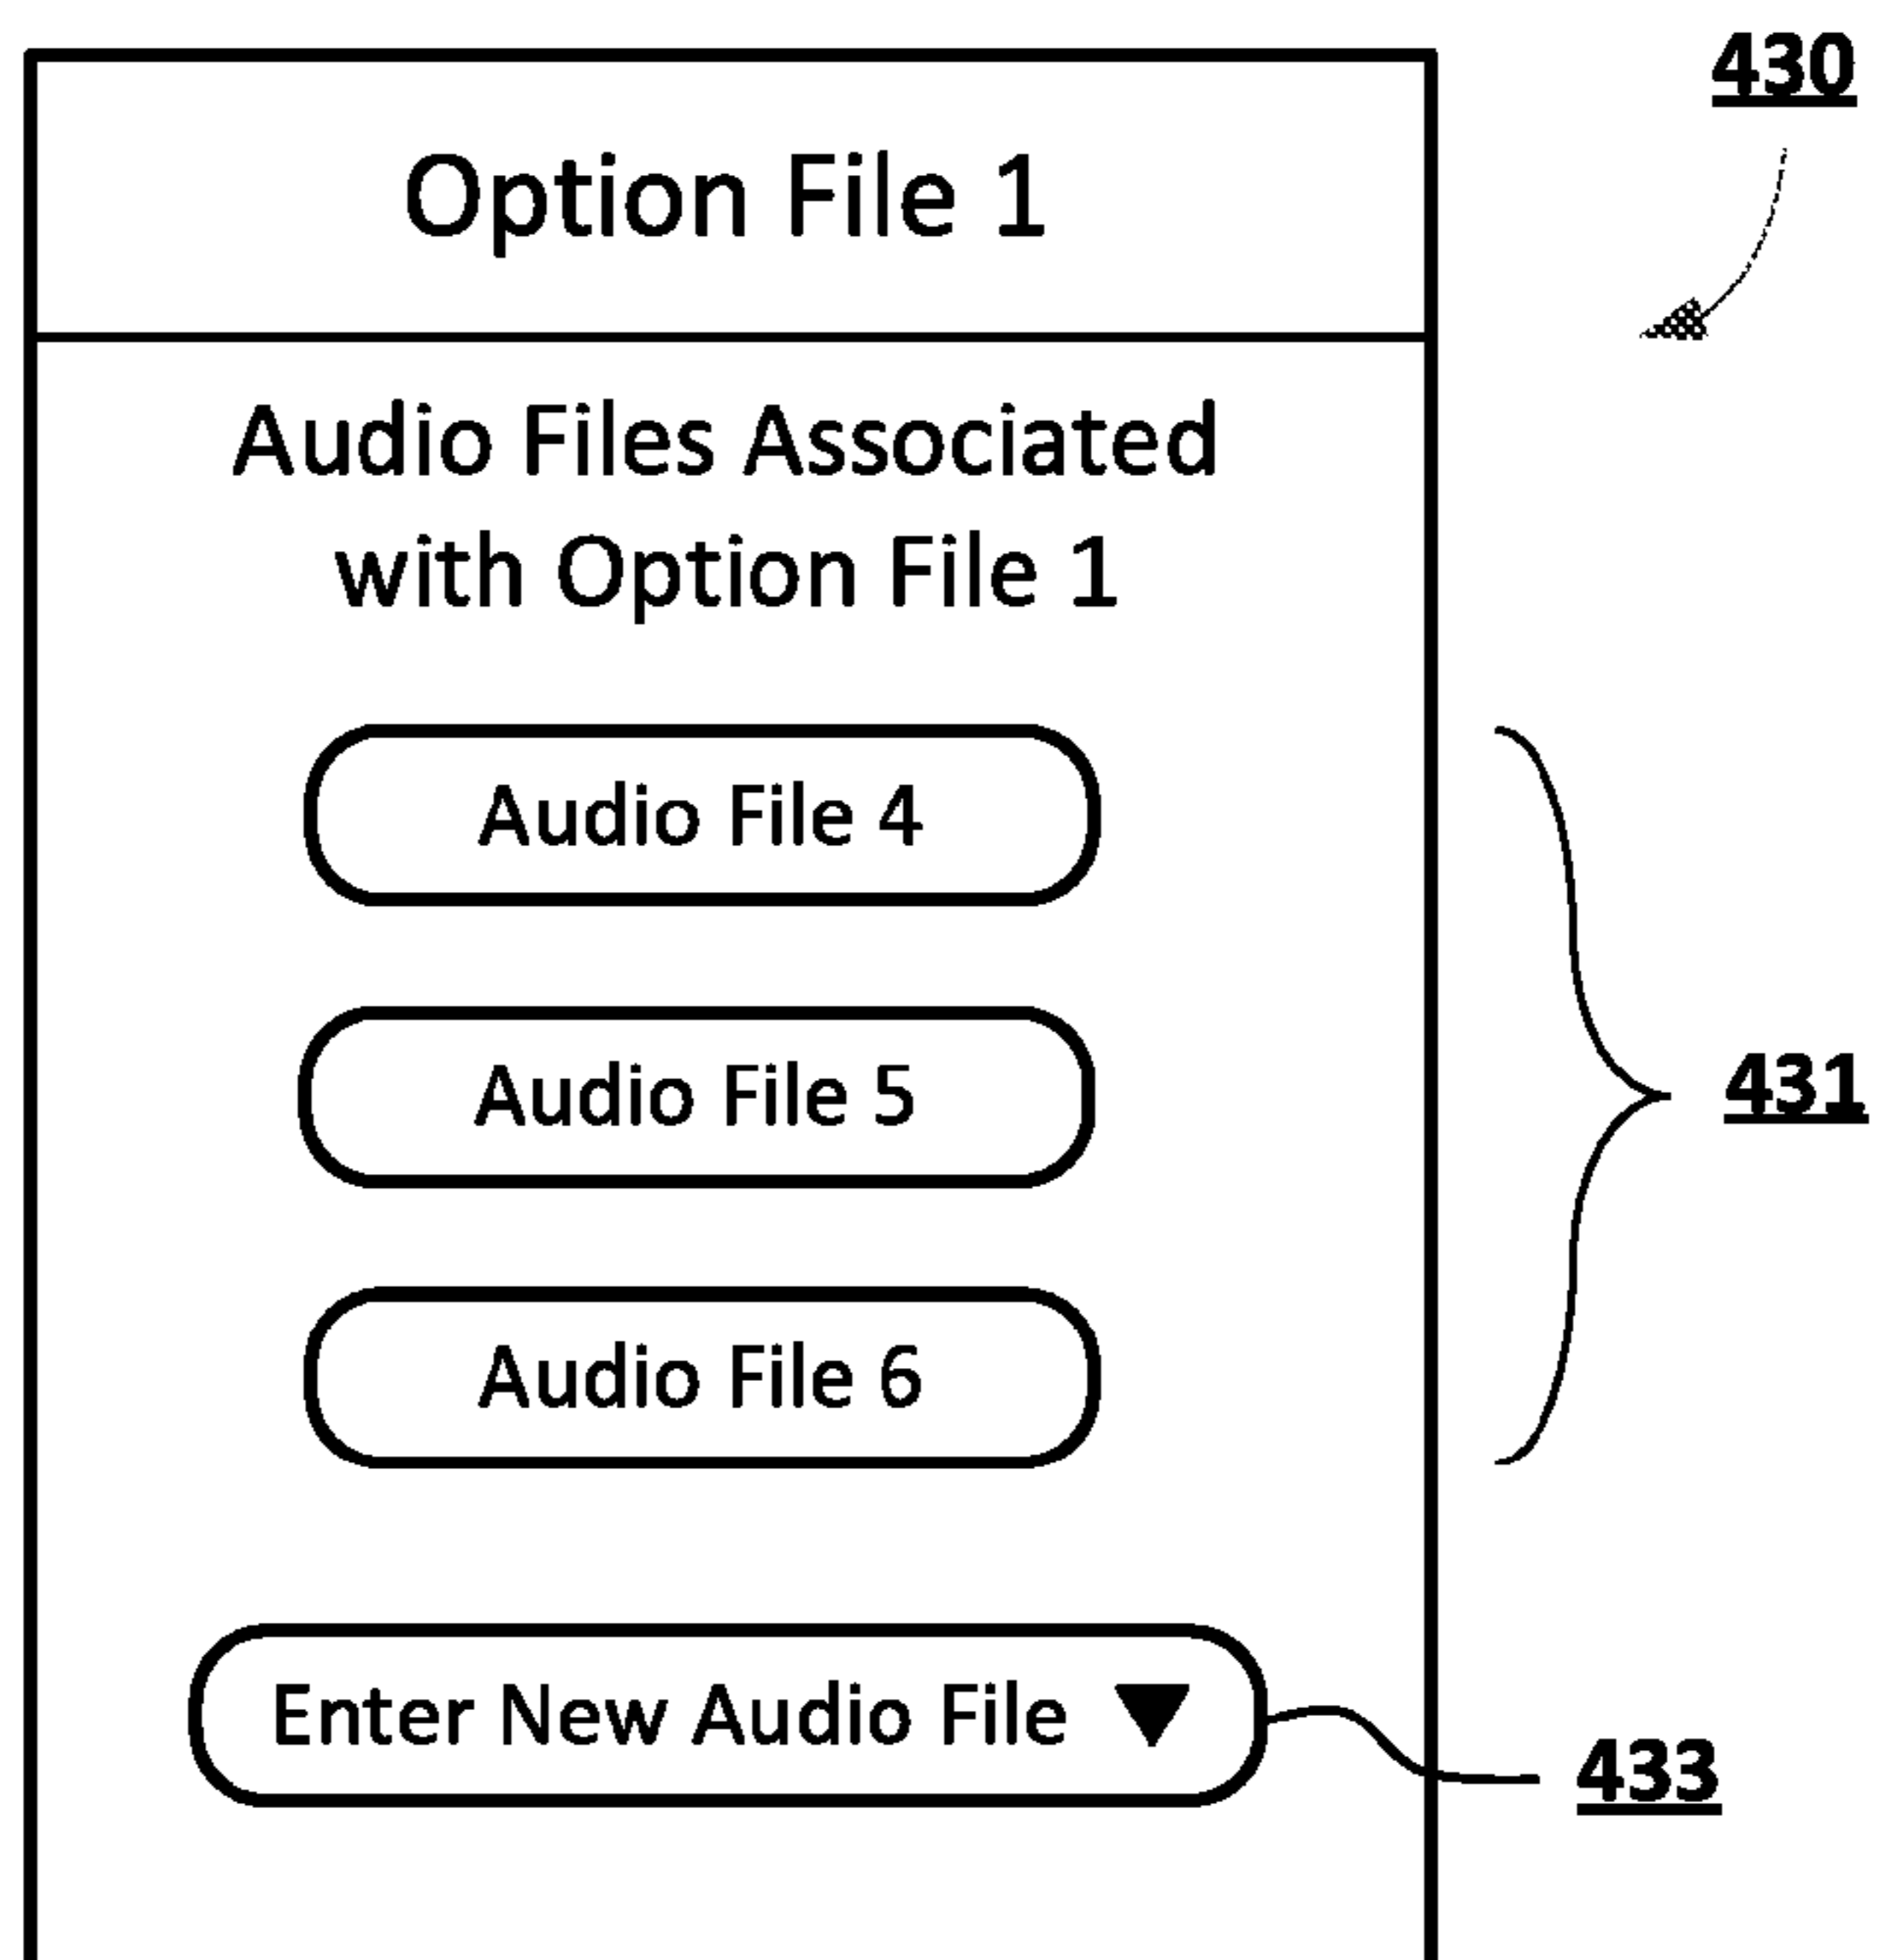 430
Option File 1
Audio Files Associated
with Option File 1
Audio File 4
Audio File 5
431
Audio File 6
Enter New Audio File
433